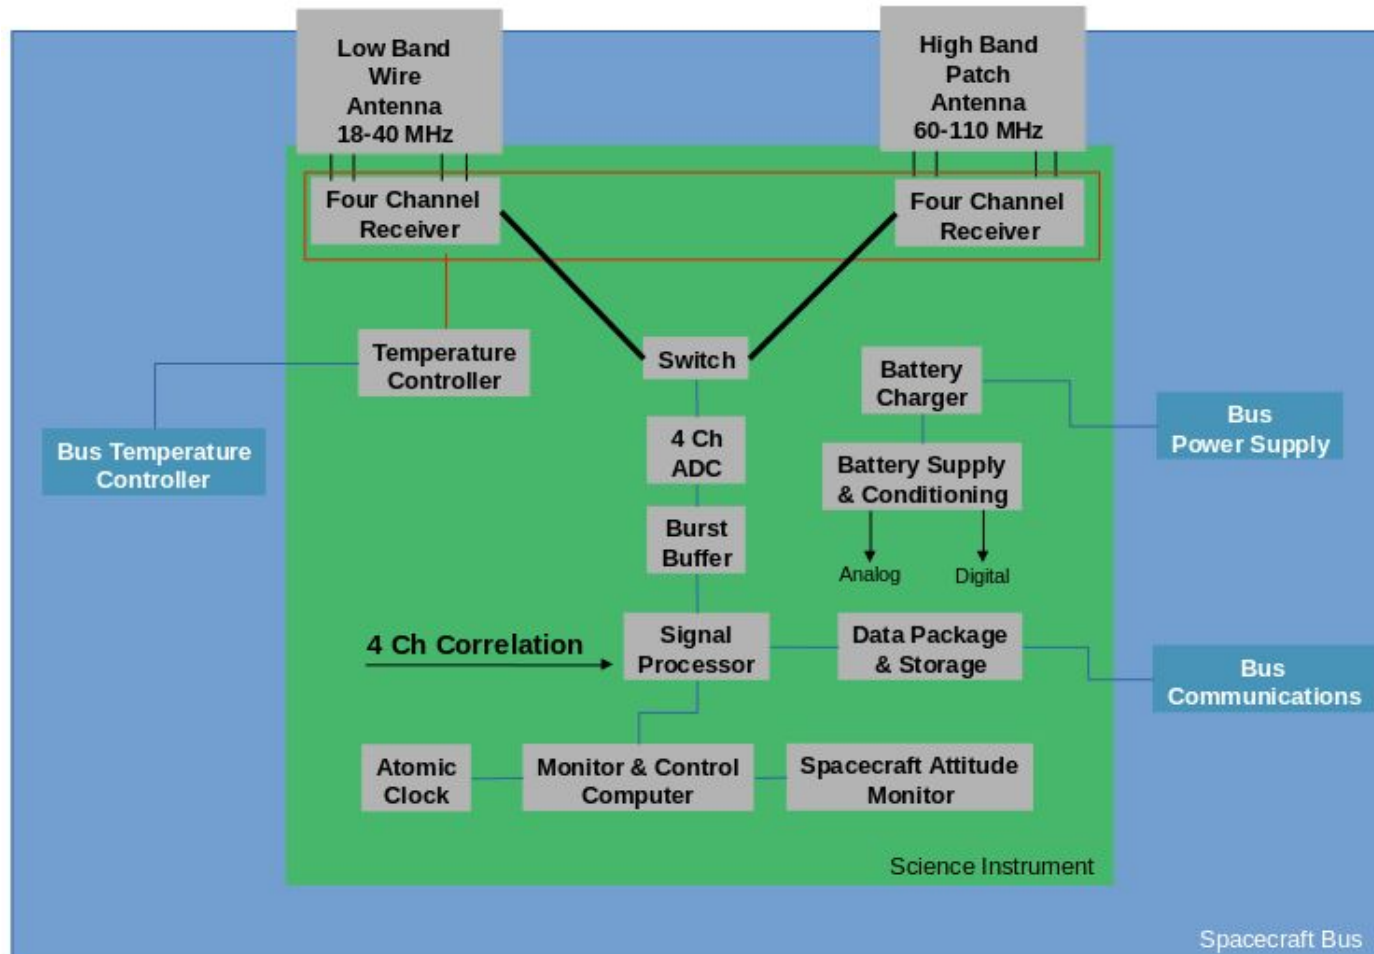 Low Band
Wire
Antenna
18-40 MHz
High Band
Patch
Antenna
60-110 MHz
Four Channel
Receiver
Four Channel
Receiver
Temperature
Controller
Switch
Battery
Charger
Bus Temperature
Controller
Bus
Power Supply
4 Ch
ADC
Battery Supply
& Conditioning
Burst
Buffer
Analog
Digital
4 Ch Correlation
Signal
Processor
Data Package
& Storage
Bus
Communications
Atomic
Clock
Monitor & Control
Computer
Spacecraft Attitude
Monitor
Science Instrument
Spacecraft Bus